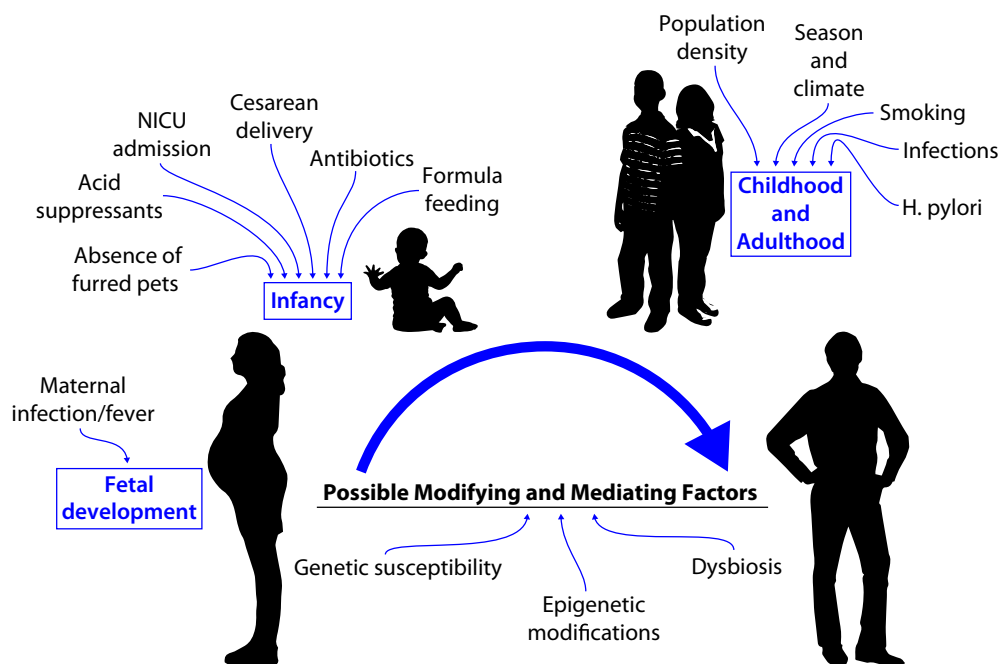 Population
density
Season
and
climate
Smoking
Infections
H. pylori
Childhood
and
Adulthood
Cesarean
delivery
NICU
admission
Antibiotics
Acid
suppressants
Formula
feeding
Absence of
furred pets
Infancy
Maternal
infection/fever
Fetal
development
Possible Modifying and Mediating Factors
Genetic susceptibility
Epigenetic
modifications
Dysbiosis